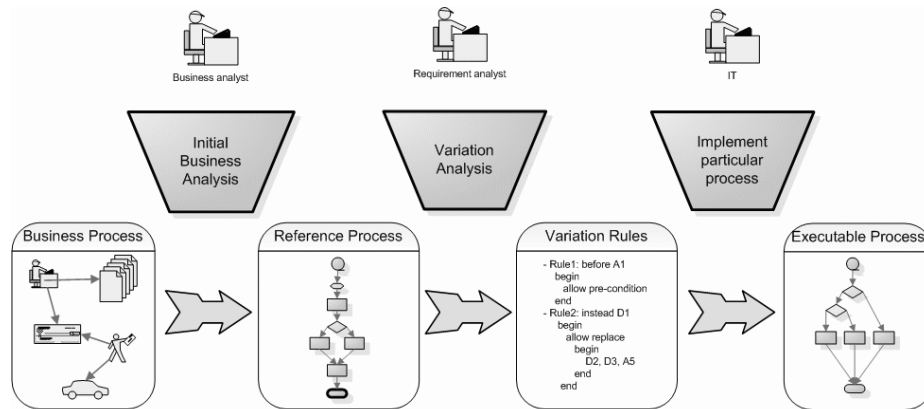 Business analyst
Requirement analyst
IT
Initial
Business
Analysis
Variation
Analysis
Implement
particular
process
Business Process
Reference Process
Variation Rules
- Rule1: before A1
begin
allow pre-condition
end
- Rule2: instead D1
begin
allow replace
begin
D2, D3, A5
end
end
Executable Process